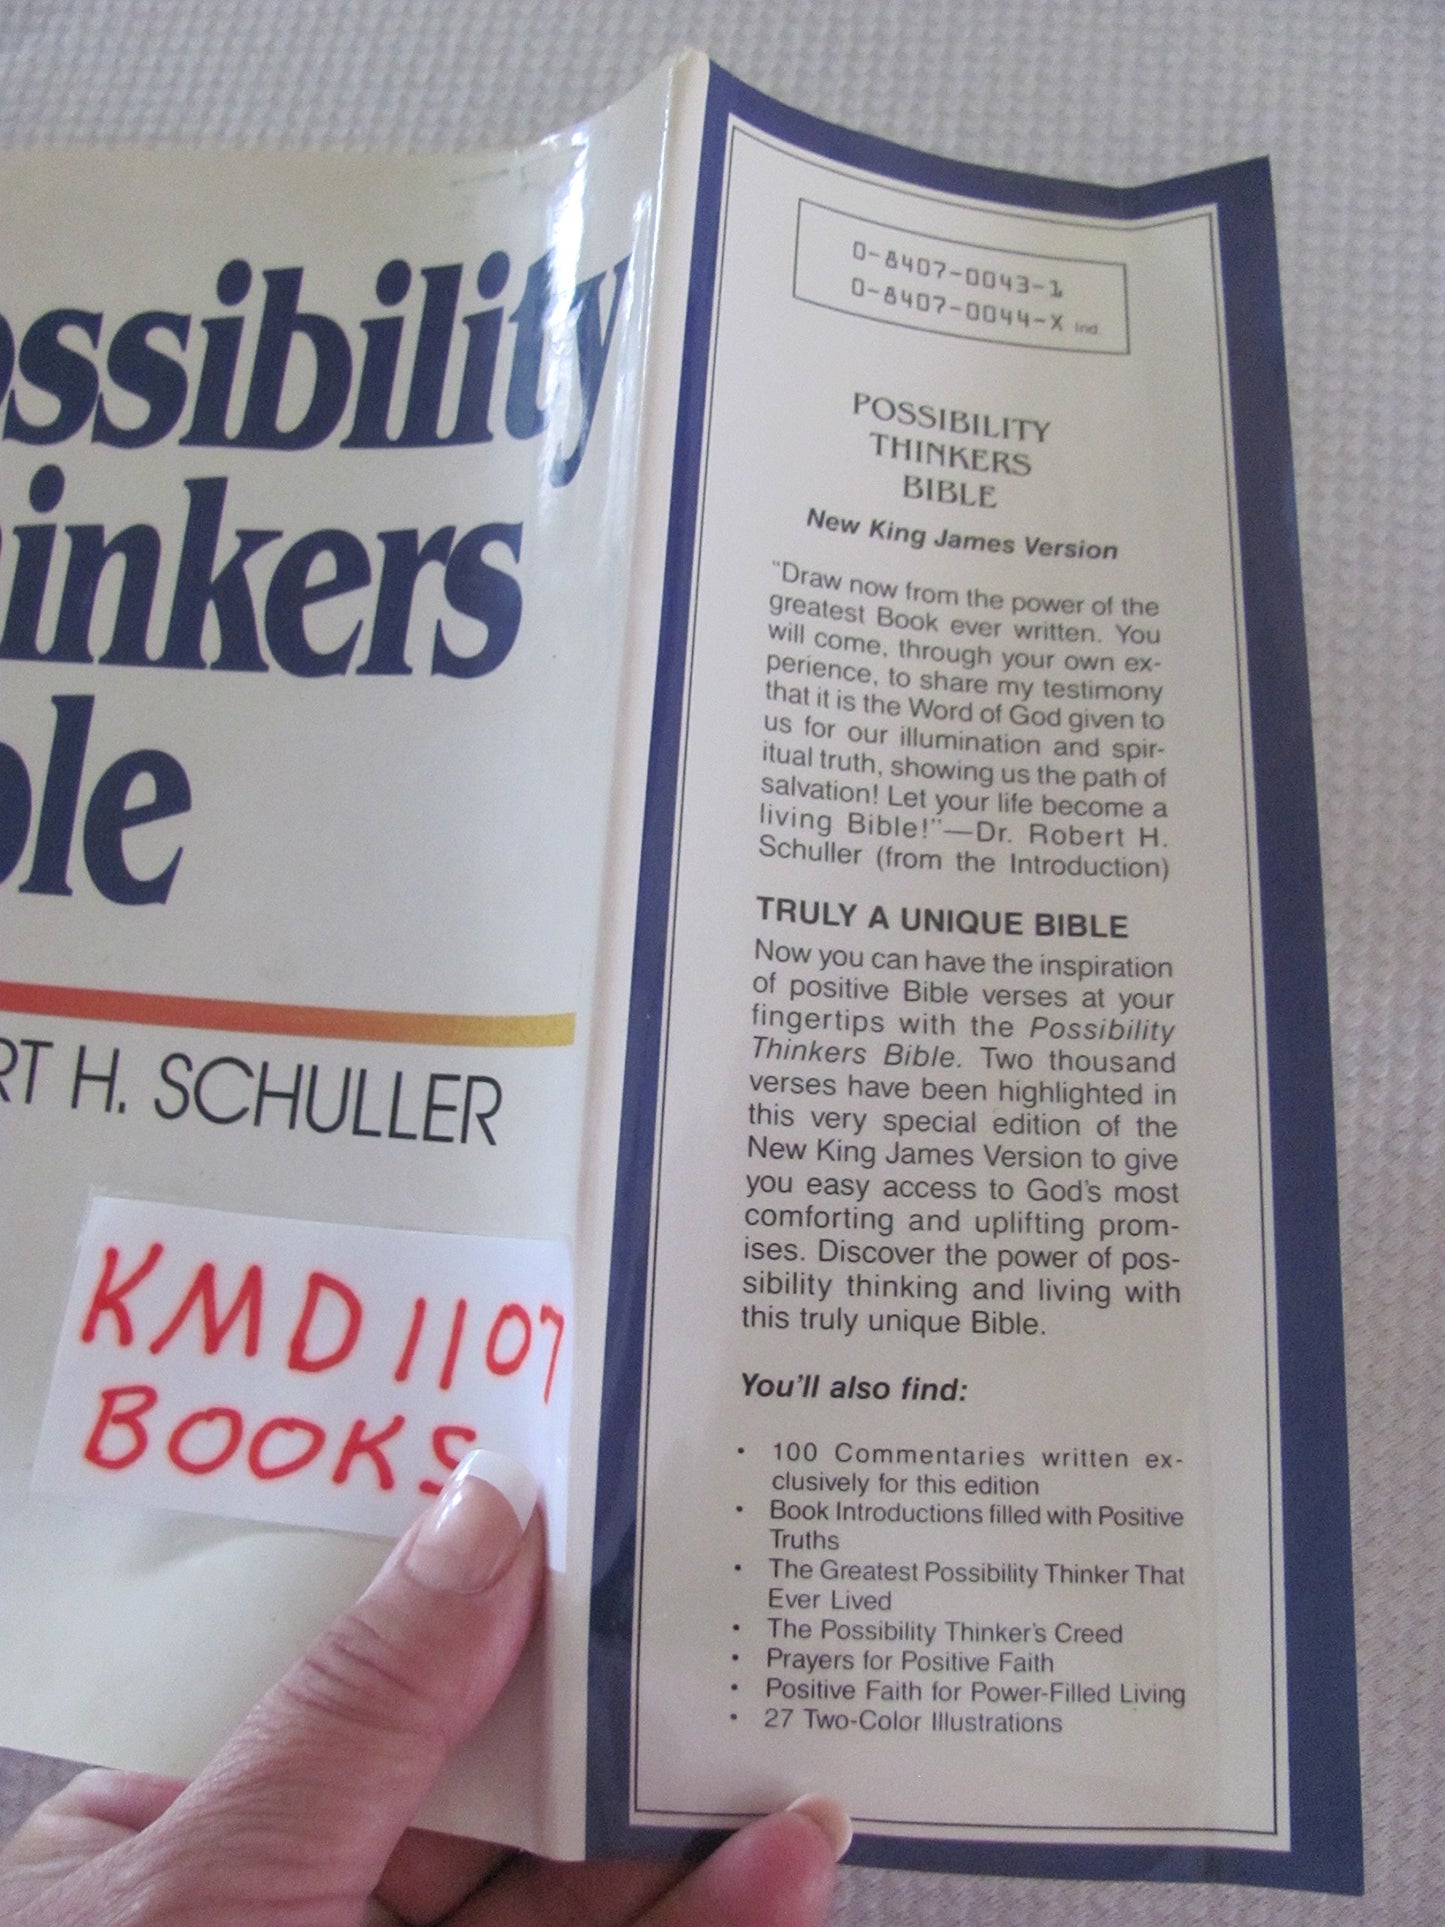 ossibility
inkers
ble
RT H. SCHULLER
KMD 1107
BOOKS
0-8407-0043-1
0-8407-0044-X Ind.
POSSIBILITY
THINKERS
BIBLE
New King James Version
"Draw now from the power of the
greatest Book ever written. You
will come, through your own ex-
perience, to share my testimony
that it is the Word of God given to
us for our illumination and spir-
itual truth, showing us the path of
salvation! Let your life become a
living Bible!"—Dr. Robert H.
Schuller (from the Introduction)
TRULY A UNIQUE BIBLE
Now you can have the inspiration
of positive Bible verses at your
fingertips with the Possibility
Thinkers Bible. Two thousand
verses have been highlighted in
this very special edition of the
New King James Version to give
you easy access to God's most
comforting and uplifting prom-
ises. Discover the power of pos-
sibility thinking and living with
this truly unique Bible.
You'll also find:
• 100 Commentaries written ex-
clusively for this edition
• Book Introductions filled with Positive
Truths
• The Greatest Possibility Thinker That
Ever Lived
• The Possibility Thinker's Creed
• Prayers for Positive Faith
• Positive Faith for Power-Filled Living
• 27 Two-Color Illustrations